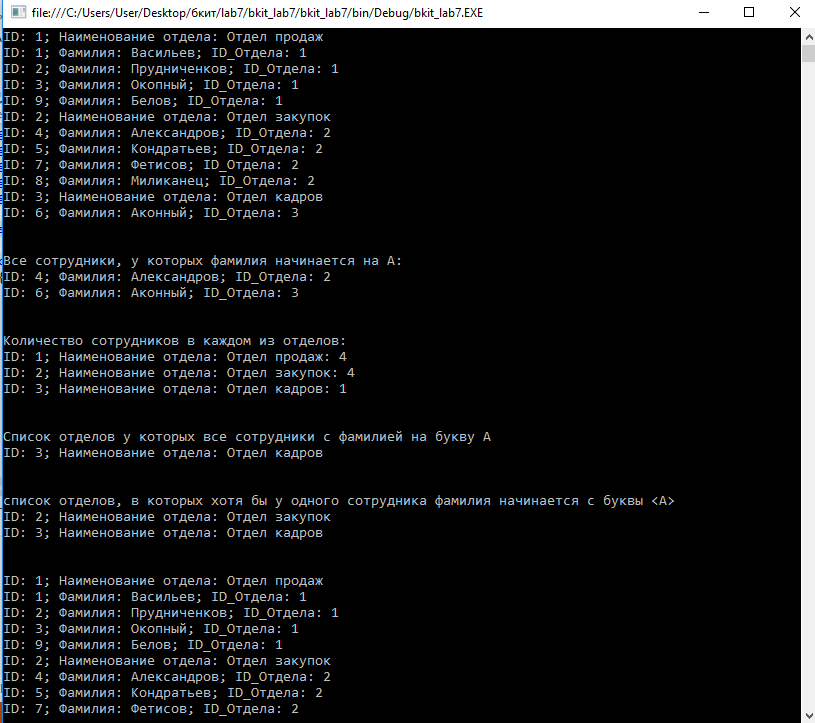 file:///C:/Users/User/Desktop/бкит/lab7/bkit_lab7/bkit_lab7/bin/Debug/bkit_lab7.EXE
ID: 1; Наименование отдела: Отдел продаж
ID: 1; Фамилия: Васильев; ID_Отдела: 1
ID: 2; Фамилия: Прудниченков; ID_Отдела: 1
ID: 3; Фамилия: Окопный; ID_Отдела: 1
ID: 9; Фамилия: Белов; ID_Отдела: 1
ID: 2; Наименование отдела: Отдел закупок
ID: 4; Фамилия: Александров; ID_Отдела: 2
ID: 5; Фамилия: Кондратьев; ID_Отдела: 2
ID: 7; Фамилия: Фетисов; ID_Отдела: 2
ID: 8; Фамилия: Миликанец; ID_Отдела: 2
ID: 3; Наименование отдела: Отдел кадров
ID: 6; Фамилия: Аконный; ID_Отдела: 3
Все сотрудники, у которых фамилия начинается на А:
ID: 4; Фамилия: Александров; ID_Отдела: 2
ID: 6; Фамилия: Аконный; ID_Отдела: 3
Количество сотрудников в каждом из отделов:
ID: 1; Наименование отдела: Отдел продаж: 4
ID: 2; Наименование отдела: Отдел закупок: 4
ID: 3; Наименование отдела: Отдел кадров: 1
Список отделов у которых все сотрудники с фамилией на букву А
ID: 3; Наименование отдела: Отдел кадров
список отделов, в которых хотя бы у одного сотрудника фамилия начинается с буквы <А>
ID: 2; Наименование отдела: Отдел закупок
ID: 3; Наименование отдела: Отдел кадров
ID: 1; Наименование отдела: Отдел продаж
ID: 1; Фамилия: Васильев; ID_Отдела: 1
ID: 2; Фамилия: Прудниченков; ID_Отдела: 1
ID: 3; Фамилия: Окопный; ID_Отдела: 1
ID: 9; Фамилия: Белов; ID_Отдела: 1
ID: 2; Наименование отдела: Отдел закупок
ID: 4; Фамилия: Александров; ID_Отдела: 2
ID: 5; Фамилия: Кондратьев; ID_Отдела: 2
ID: 7; Фамилия: Фетисов; ID_Отдела: 2